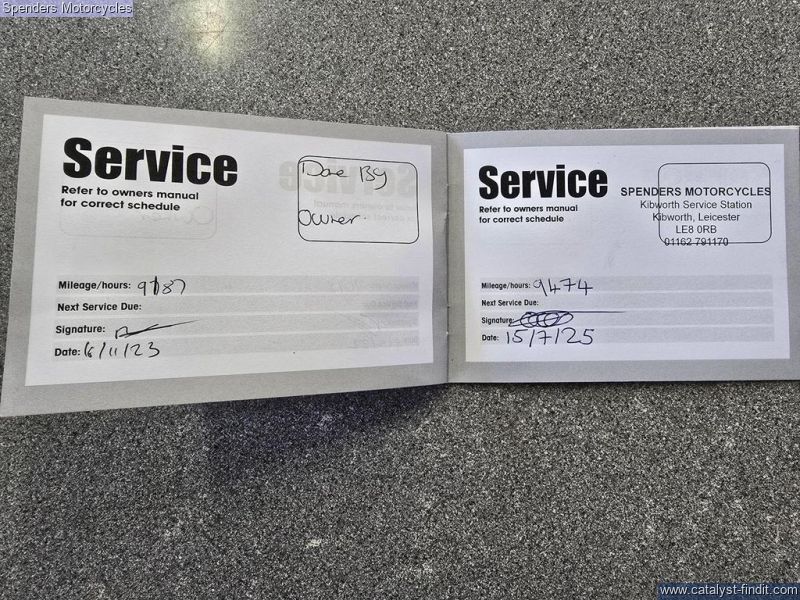 Spenders Motorcycles
Service
Refer to owners manual
for correct schedule
Doe By
Owner.
Mileage/hours: 9187
Next Service Due:
Signature:
Date: 6/11/23
Service
Refer to owners manual
for correct schedule
SPENDERS MOTORCYCLES
Kibworth Service Station
Kibworth, Leicester
LE8 0RB
01162 791170
Mileage/hours: 9474
Next Service Due:
Signature:
Date: 15/7/25
www.catalyst-findit.com